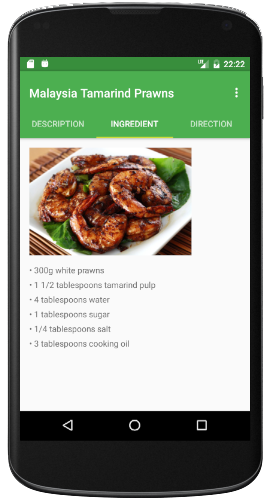 22:22
Malaysia Tamarind Prawns
DESCRIPTION INGREDIENT DIRECTION
• 300g white prawns
• 1 1/2 tablespoons tamarind pulp
• 4 tablespoons water
• 1 tablespoons sugar
• 1/4 tablespoons salt
• 3 tablespoons cooking oil